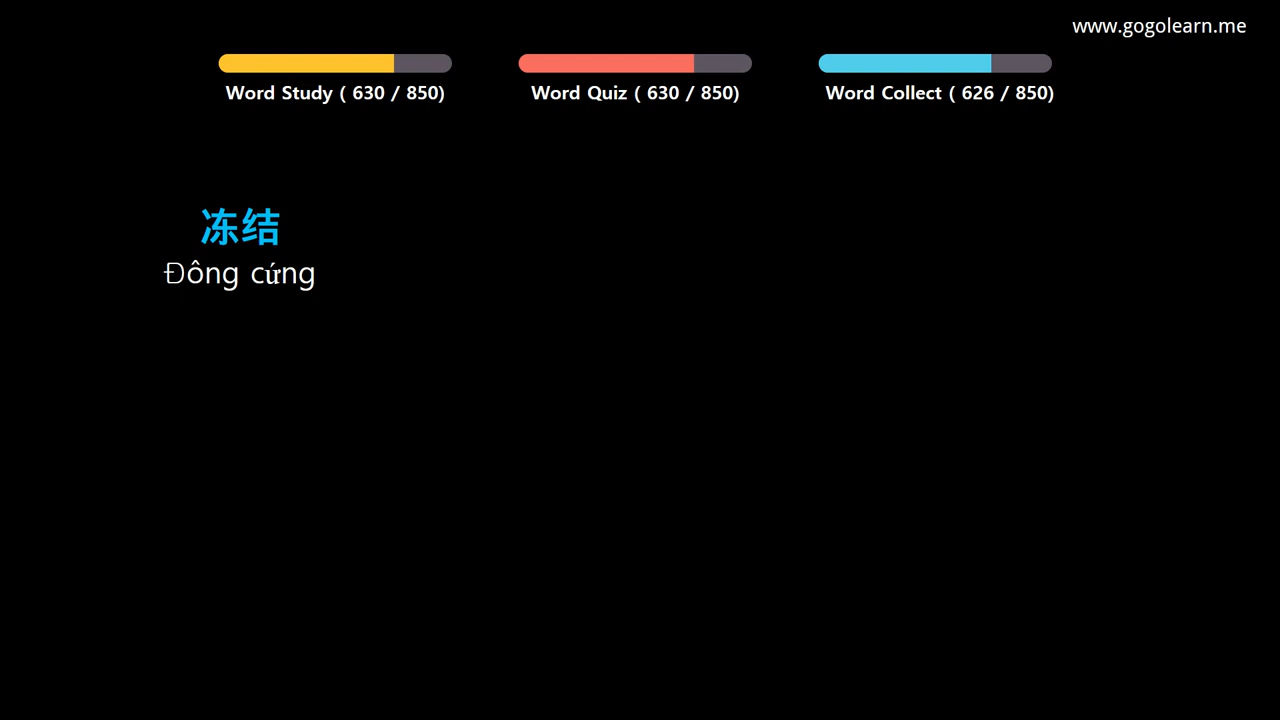 www.gogolearn.me
Word Study ( 630 / 850)
Word Quiz ( 630 / 850)
Word Collect ( 626 / 850)
冻结
Đông cứng